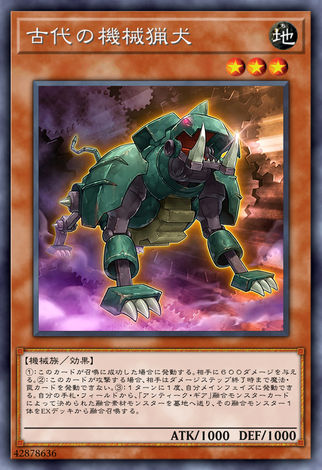 古代の機械猟犬
地
【機械族／効果】
①：このカードが召喚に成功した場合に発動する。相手に６００ダメージを与え
る。②：このカードが攻撃する場合、相手はダメージステップ終了時まで魔法・
罠カードを発動できない。③：１ターンに１度、自分メインフェイズに発動でき
る。自分の手札・フィールドから、「アンティーク・ギア」融合モンスターカード
によって決められた融合素材モンスターを墓地へ送り、その融合モンスター１
体をEXデッキから融合召喚する。
ATK/1000 DEF/1000
42878636